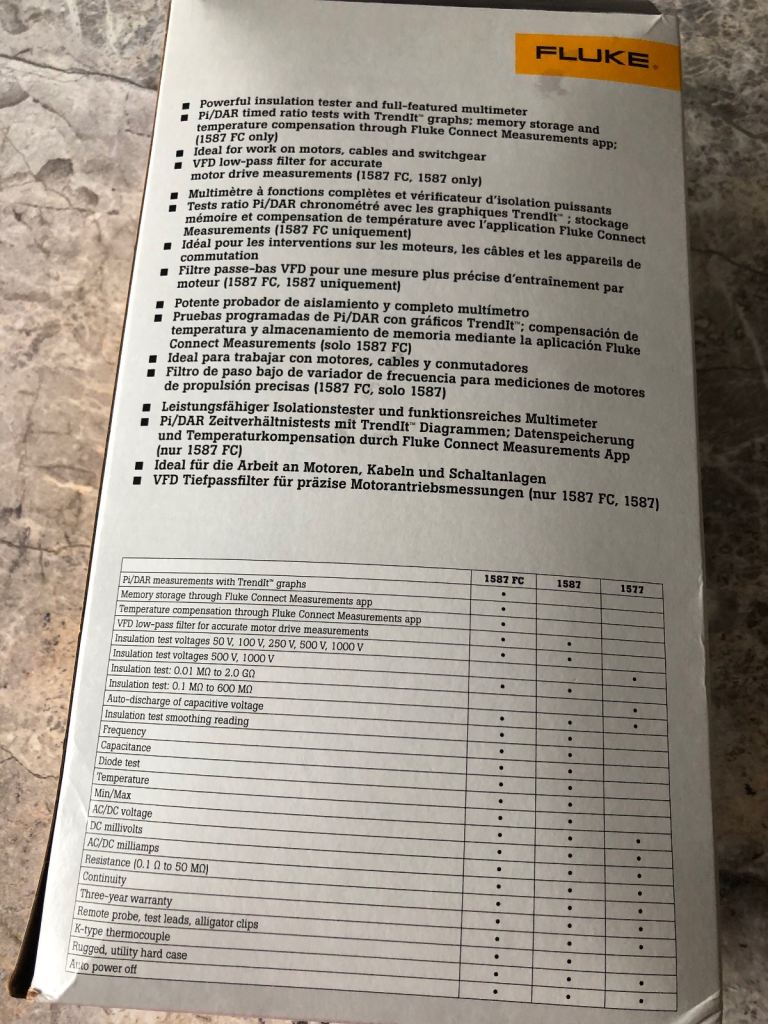 FLUKE®
■ Powerful insulation tester and full-featured multimeter
■ Pi/DAR timed ratio tests with TrendIt™ graphs; memory storage and
temperature compensation through Fluke Connect Measurements app;
(1587 FC only)
■ Ideal for work on motors, cables and switchgear
■ VFD low-pass filter for accurate
motor drive measurements (1587 FC, 1587 only)
■ Multimètre à fonctions complètes et vérificateur d'isolation puissants
■ Tests ratio Pi/DAR chronométré avec les graphiques TrendIt™ ; stockage
mémoire et compensation de température avec l'application Fluke Connect
Measurements (1587 FC uniquement)
■ Idéal pour les interventions sur les moteurs, les câbles et les appareils de
commutation
■ Filtre passe-bas VFD pour une mesure plus précise d'entraînement par
moteur (1587 FC, 1587 uniquement)
■ Potente probador de aislamiento y completo multímetro
■ Pruebas programadas de Pi/DAR con gráficos TrendIt™; compensación de
temperatura y almacenamiento de memoria mediante la aplicación Fluke
Connect Measurements (solo 1587 FC)
■ Ideal para trabajar con motores, cables y conmutadores
■ Filtro de paso bajo de variador de frecuencia para mediciones de motores
de propulsión precisas (1587 FC, solo 1587)
■ Leistungsfähiger Isolationstester und funktionsreiches Multimeter
■ Pi/DAR Zeitverhältnistests mit TrendIt™ Diagrammen; Datenspeicherung
und Temperaturkompensation durch Fluke Connect Measurements App
(nur 1587 FC)
■ Ideal für die Arbeit an Motoren, Kabeln und Schaltanlagen
■ VFD Tiefpassfilter für präzise Motorantriebsmessungen (nur 1587 FC, 1587)
1587 FC 1587 1577
Pi/DAR measurements with TrendIt™ graphs •
Memory storage through Fluke Connect Measurements app •
Temperature compensation through Fluke Connect Measurements app •
VFD low-pass filter for accurate motor drive measurements • •
Insulation test voltages 50 V, 100 V, 250 V, 500 V, 1000 V • •
Insulation test voltages 500 V, 1000 V •
Insulation test: 0.01 MΩ to 2.0 GΩ • •
Insulation test: 0.1 MΩ to 600 MΩ •
Auto-discharge of capacitive voltage • • •
Insulation test smoothing reading • •
Frequency • •
Capacitance • •
Diode test • •
Temperature • •
Min/Max • •
AC/DC voltage • • •
DC millivolts • • •
AC/DC milliamps • • •
Resistance (0.1 Ω to 50 MΩ) • • •
Continuity • • •
Three-year warranty • • •
Remote probe, test leads, alligator clips • • •
K-type thermocouple • •
Rugged, utility hard case • • •
Auto power off • • •